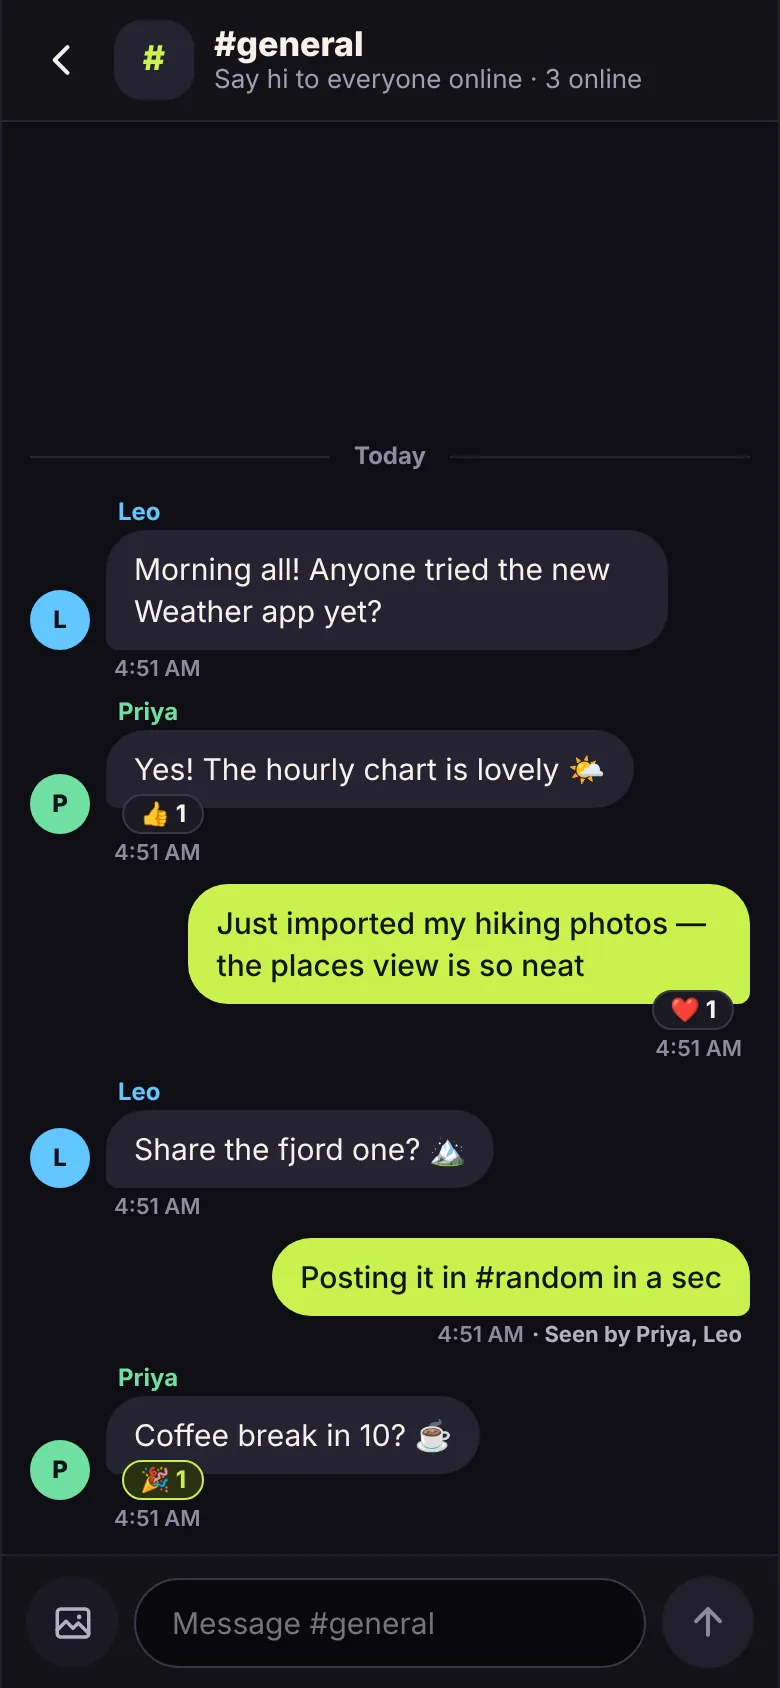 #
#general
Say hi to everyone online · 3 online
Today
Leo
Morning all! Anyone tried the new
Weather app yet?
L
4:51 AM
Priya
Yes! The hourly chart is lovely 🌤️
P
👍 1
4:51 AM
Just imported my hiking photos —
the places view is so neat
❤️ 1
4:51 AM
Leo
Share the fjord one? 🏔️
L
4:51 AM
Posting it in #random in a sec
4:51 AM · Seen by Priya, Leo
Priya
Coffee break in 10? ☕
P
🎉 1
4:51 AM
Message #general